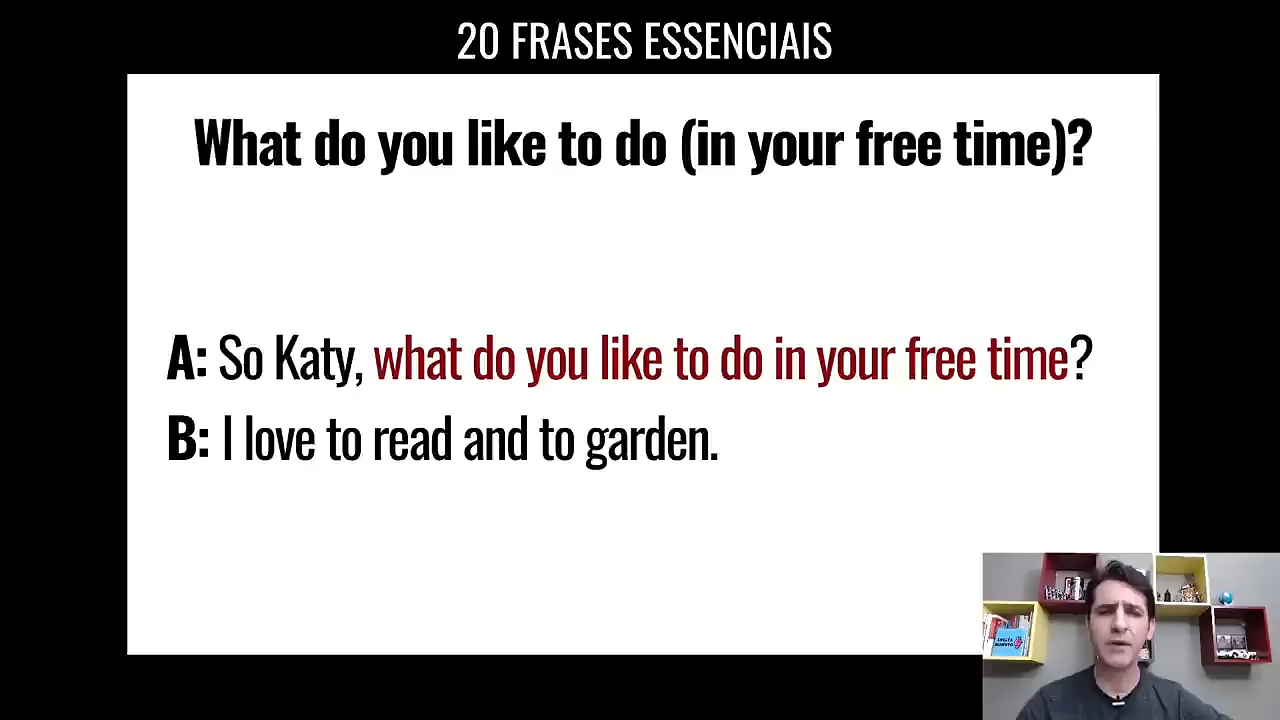 20 FRASES ESSENCIAIS
What do you like to do (in your free time)?
A: So Katy, what do you like to do in your free time?
B: I love to read and to garden.